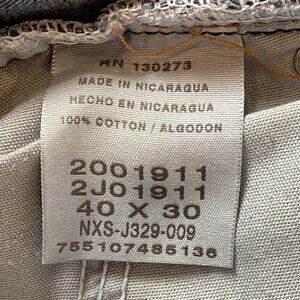 RN 130273
MADE IN NICARAGUA
HECHO EN NICARAGUA
100% COTTON / ALGODON
2001911
2J01911
40 X 30
NXS-J329-009
755107485136